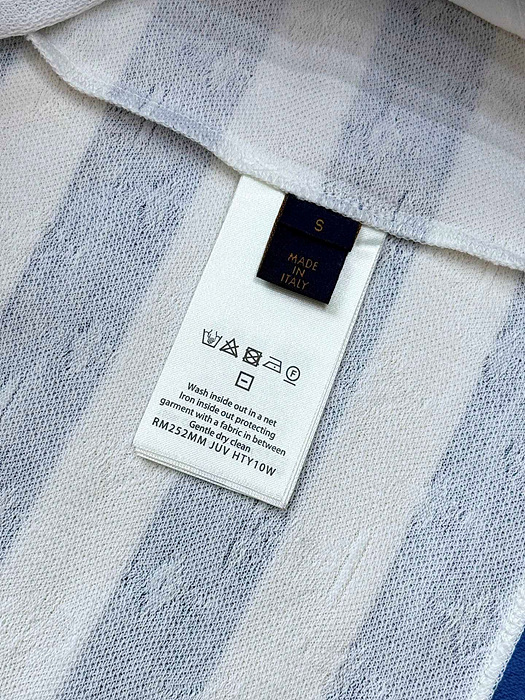 S
MADE
IN
ITALY
F
Wash inside out in a net
Iron inside out protecting
garment with a fabric in between
Gentle dry clean
RM252MM JUV HTY10W